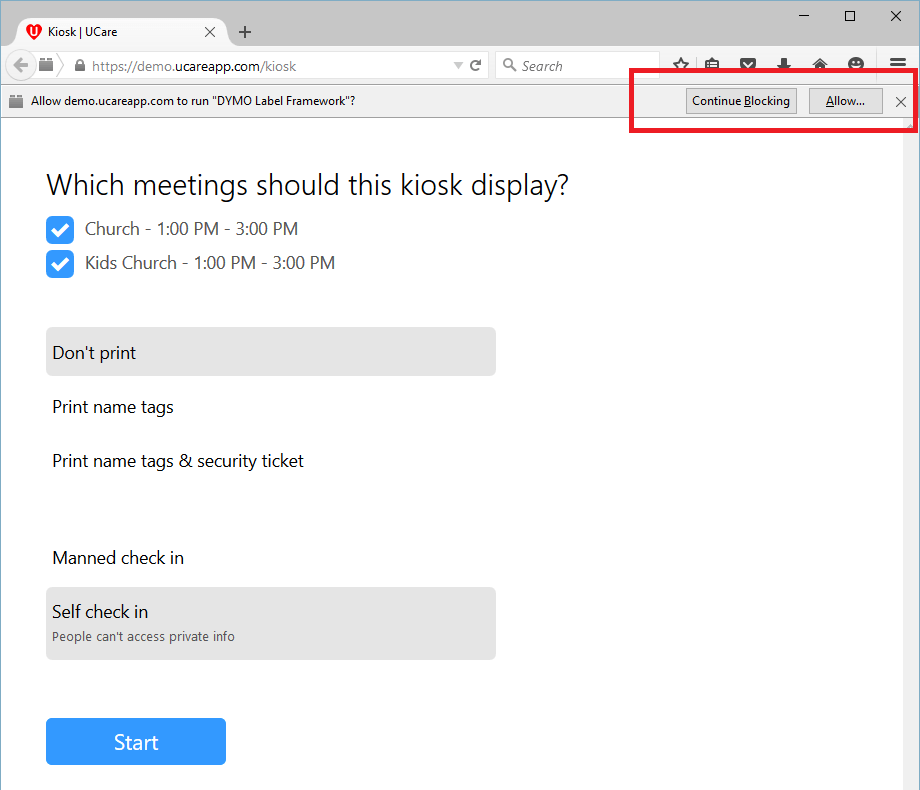 Kiosk | UCare
https://demo.ucareapp.com/kiosk
Search
Allow demo.ucareapp.com to run "DYMO Label Framework"?
Continue Blocking
Allow...
Which meetings should this kiosk display?
Church - 1:00 PM - 3:00 PM
Kids Church - 1:00 PM - 3:00 PM
Don't print
Print name tags
Print name tags & security ticket
Manned check in
Self check in
People can't access private info
Start